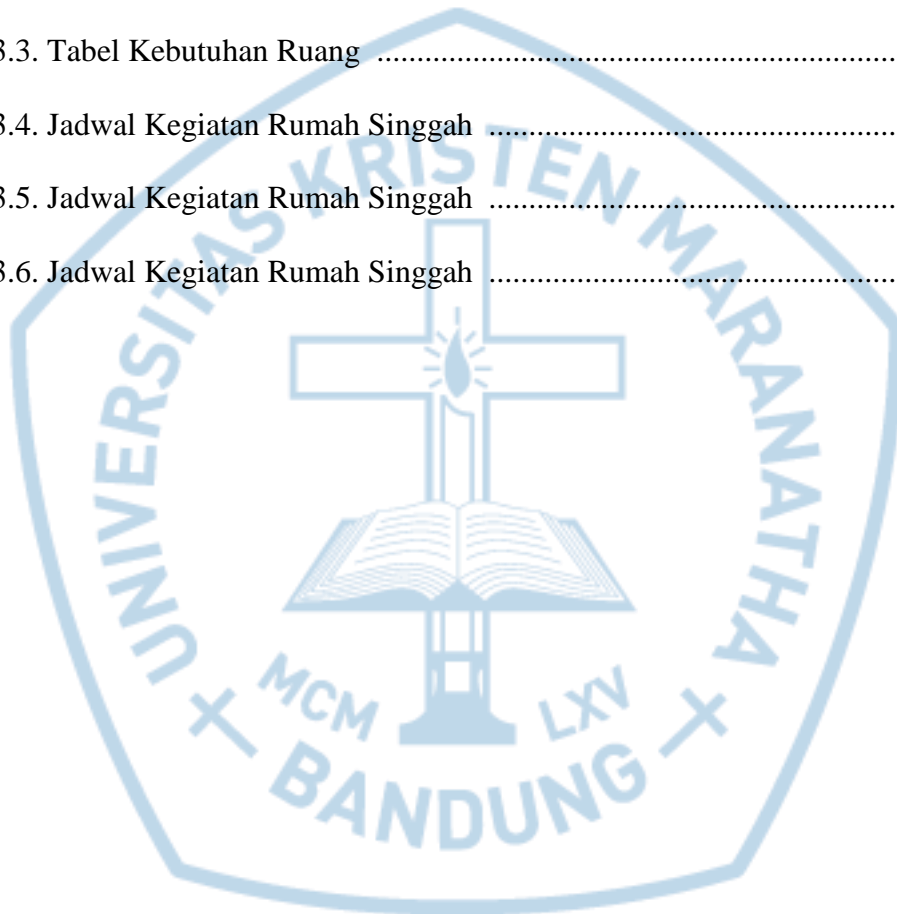 3.3. Tabel Kebutuhan Ruang ................................................................
3.4. Jadwal Kegiatan Rumah Singgah ...................................................
3.5. Jadwal Kegiatan Rumah Singgah ...................................................
3.6. Jadwal Kegiatan Rumah Singgah ...................................................
UNIVERSITAS KRISTEN MARANATHA
MCM LXV
BANDUNG